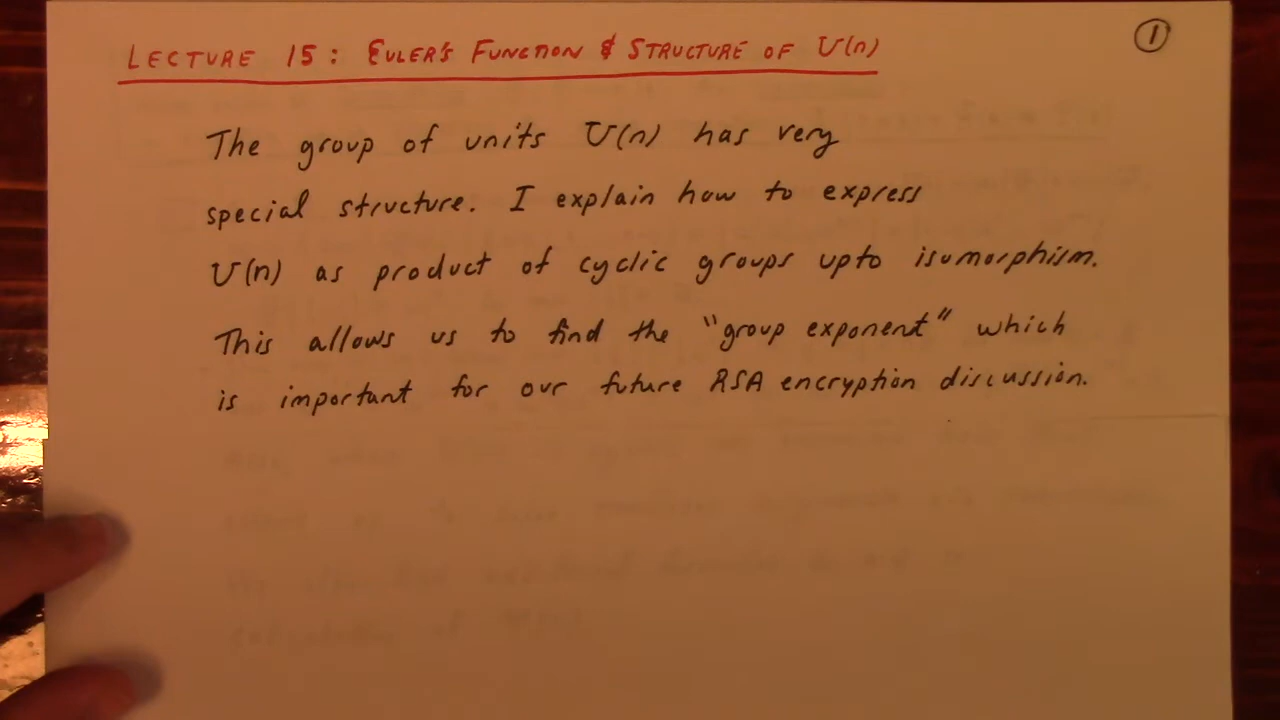 LECTURE 15: EULER'S FUNCTION & STRUCTURE OF U(n)
①
The group of units U(n) has very
special structure. I explain how to express
U(n) as product of cyclic groups upto isomorphism.
This allows us to find the "group exponent" which
is important for our future RSA encryption discussion.